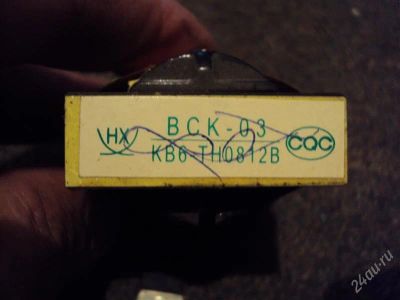 BCK-03
HX
KB6-TH0812B
CQC
24au.ru